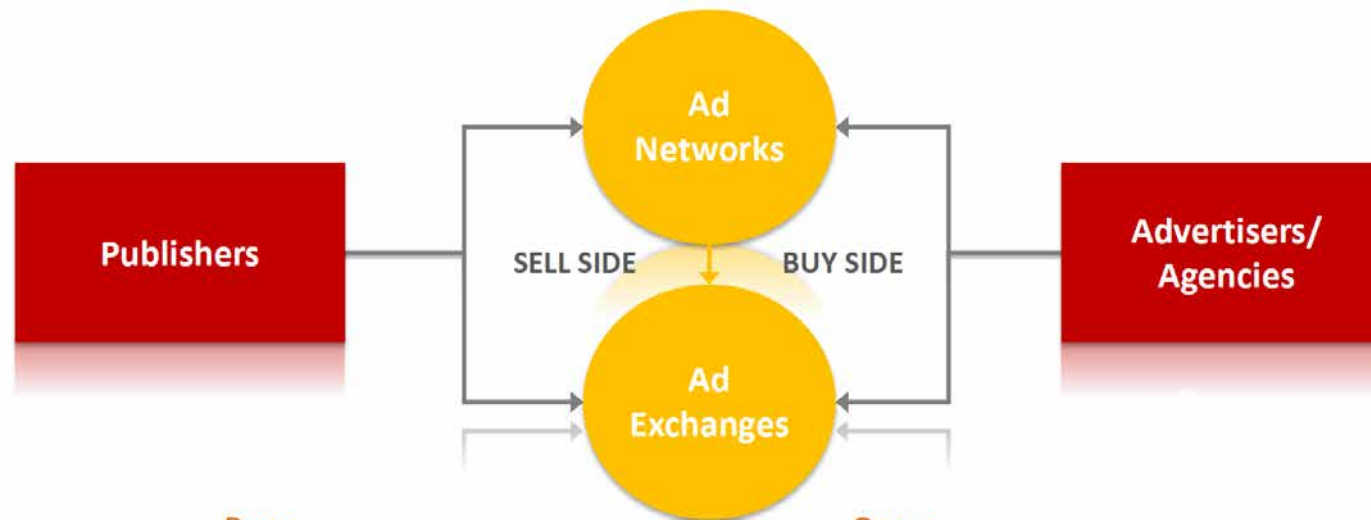 Ad
Networks
Publishers
SELL SIDE
BUY SIDE
Advertisers/
Agencies
Ad
Exchanges